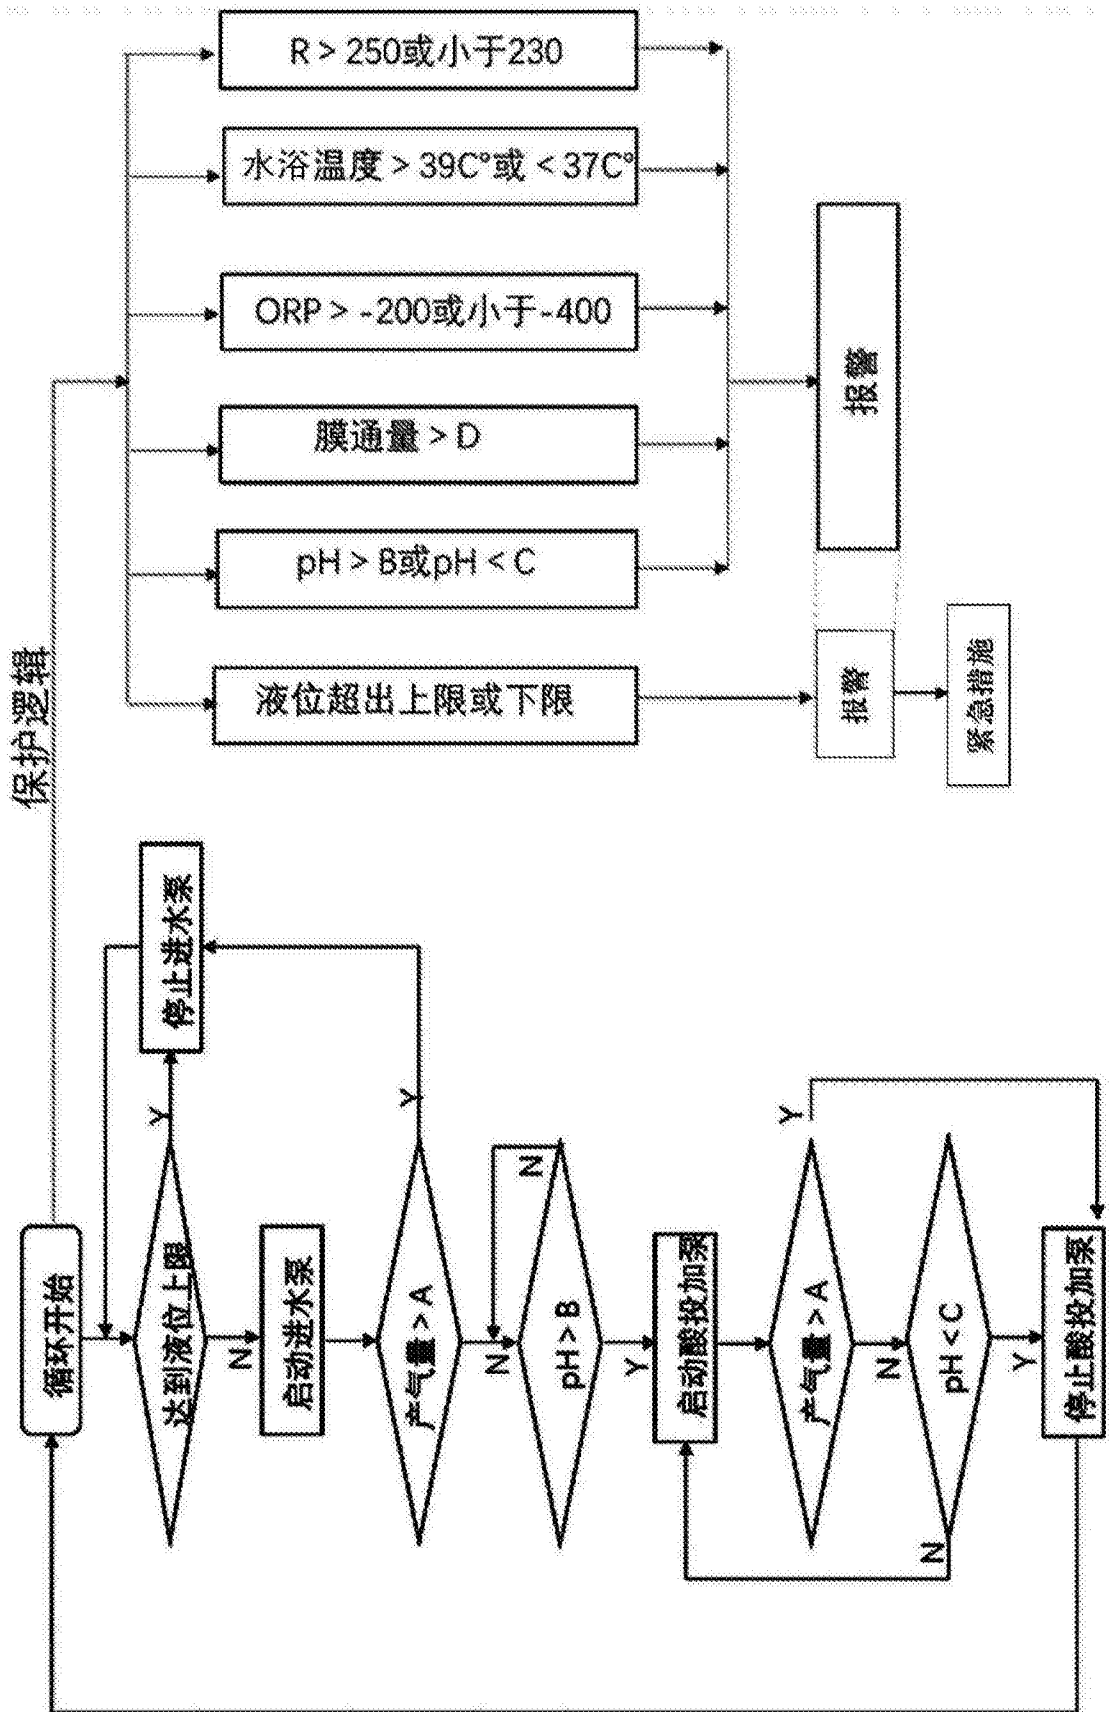 R > 250或小于230
水浴温度 > 39C°或 < 37C°
ORP > -200或小于-400
膜通量 > D
pH > B或pH < C
液位超出上限或下限
报警
报警
紧急措施
保护逻辑
循环开始
达到液位上限
Y
停止进水泵
N
启动进水泵
产气量 > A
Y
N
pH > B
N
Y
启动酸投加泵
产气量 > A
Y
N
pH < C
N
Y
停止酸投加泵